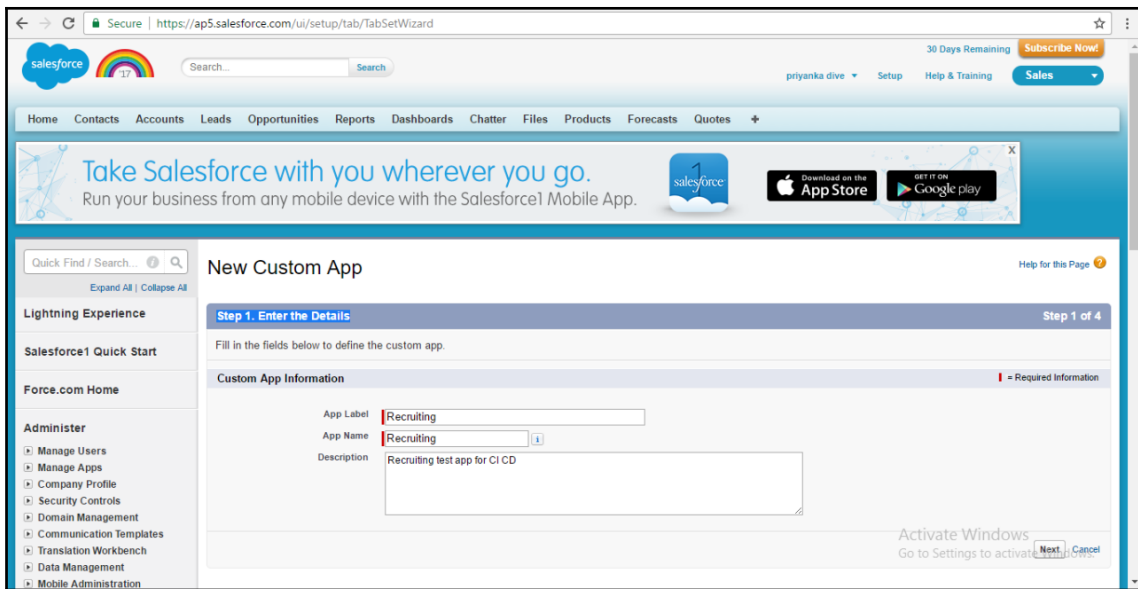 Secure | https://ap5.salesforce.com/ui/setup/tab/TabSetWizard
salesforce
'17
Search...
Search
30 Days Remaining
Subscribe Now!
priyanka dive
Setup
Help & Training
Sales
Home Contacts Accounts Leads Opportunities Reports Dashboards Chatter Files Products Forecasts Quotes +
Take Salesforce with you wherever you go.
Run your business from any mobile device with the Salesforce1 Mobile App.
1
salesforce
Download on the
App Store
GET IT ON
Google play
X
Quick Find / Search...
Expand All | Collapse All
Lightning Experience
Salesforce1 Quick Start
Force.com Home
Administer
Manage Users
Manage Apps
Company Profile
Security Controls
Domain Management
Communication Templates
Translation Workbench
Data Management
Mobile Administration
New Custom App
Help for this Page ?
Step 1. Enter the Details
Step 1 of 4
Fill in the fields below to define the custom app.
Custom App Information
= Required Information
App Label Recruiting
App Name Recruiting i
Description Recruiting test app for CI CD
Activate Windows
Go to Settings to activate Windows.
Next Cancel